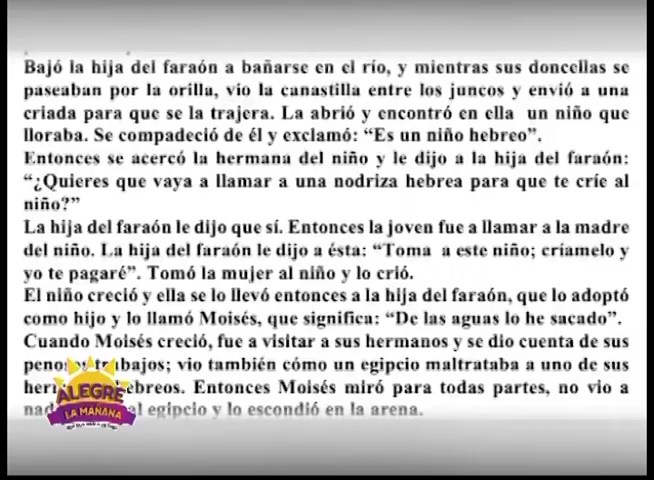 Bajó la hija del faraón a bañarse en el río, y mientras sus doncellas se
paseaban por la orilla, vio la canastilla entre los juncos y envió a una
criada para que se la trajera. La abrió y encontró en ella un niño que
lloraba. Se compadeció de él y exclamó: “Es un niño hebreo”.
Entonces se acercó la hermana del niño y le dijo a la hija del faraón:
“¿Quieres que vaya a llamar a una nodriza hebrea para que te críe al
niño?”
La hija del faraón le dijo que sí. Entonces la joven fue a llamar a la madre
del niño. La hija del faraón le dijo a ésta: “Toma a este niño; críamelo y
yo te pagaré”. Tomó la mujer al niño y lo crió.
El niño creció y ella se lo llevó entonces a la hija del faraón, que lo adoptó
como hijo y lo llamó Moisés, que significa: “De las aguas lo he sacado”.
Cuando Moisés creció, fue a visitar a sus hermanos y se dio cuenta de sus
trabajos; vio también cómo un egipcio maltrataba a uno de sus
hebreos. Entonces Moisés miró para todas partes, no vio a
al egipcio y lo escondió en la arena.
ALEGRE
LA MAÑANA